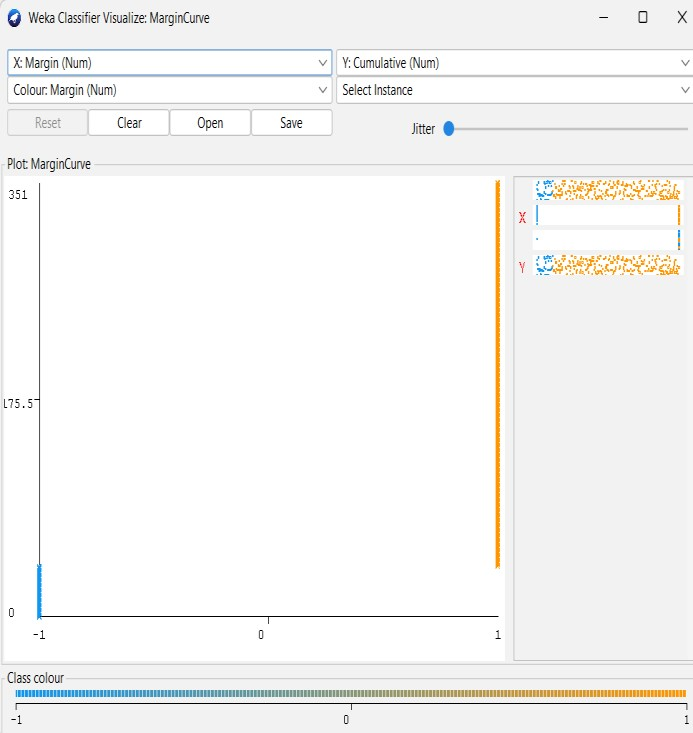 Weka Classifier Visualize: MarginCurve
X: Margin (Num) Y: Cumulative (Num)
Colour: Margin (Num) Select Instance
Reset Clear Open Save Jitter
Plot: MarginCurve
351
X
Y
175.5
0
-1 0 1
Class colour
-1 0 1